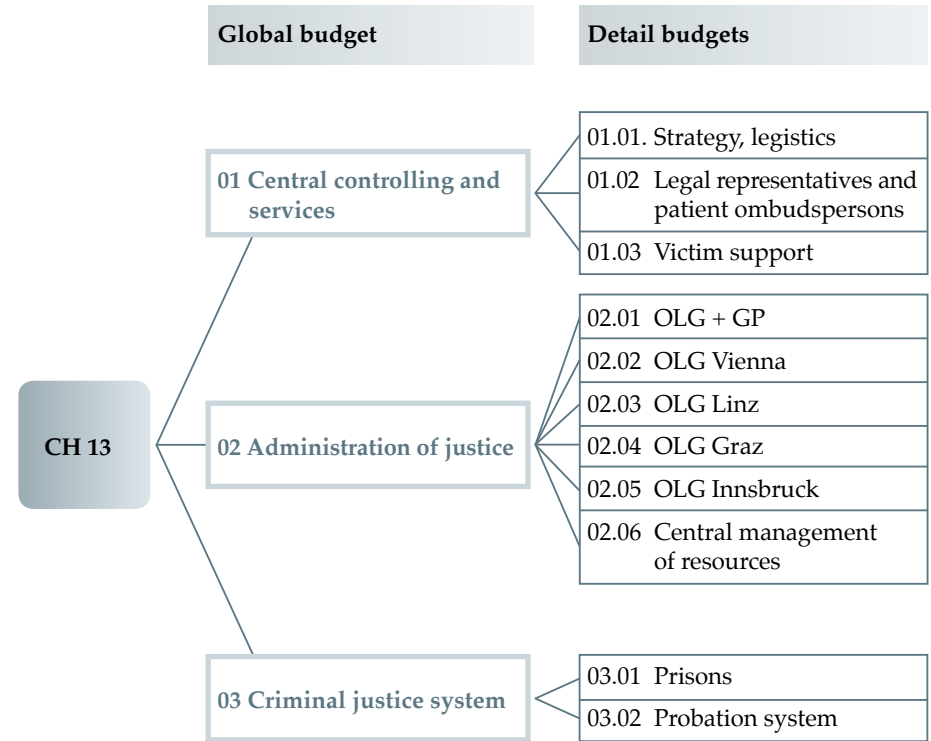 Global budget
Detail budgets
CH 13
01 Central controlling and
services
01.01. Strategy, legistics
01.02 Legal representatives and
patient ombudspersons
01.03 Victim support
02 Administration of justice
02.01 OLG + GP
02.02 OLG Vienna
02.03 OLG Linz
02.04 OLG Graz
02.05 OLG Innsbruck
02.06 Central management
of resources
03 Criminal justice system
03.01 Prisons
03.02 Probation system